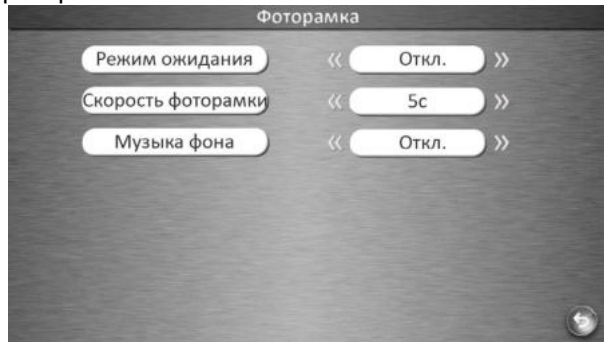 Фоторамка
Режим ожидания « Откл. »
Скорость фоторамки « 5с »
Музыка фона « Откл. »